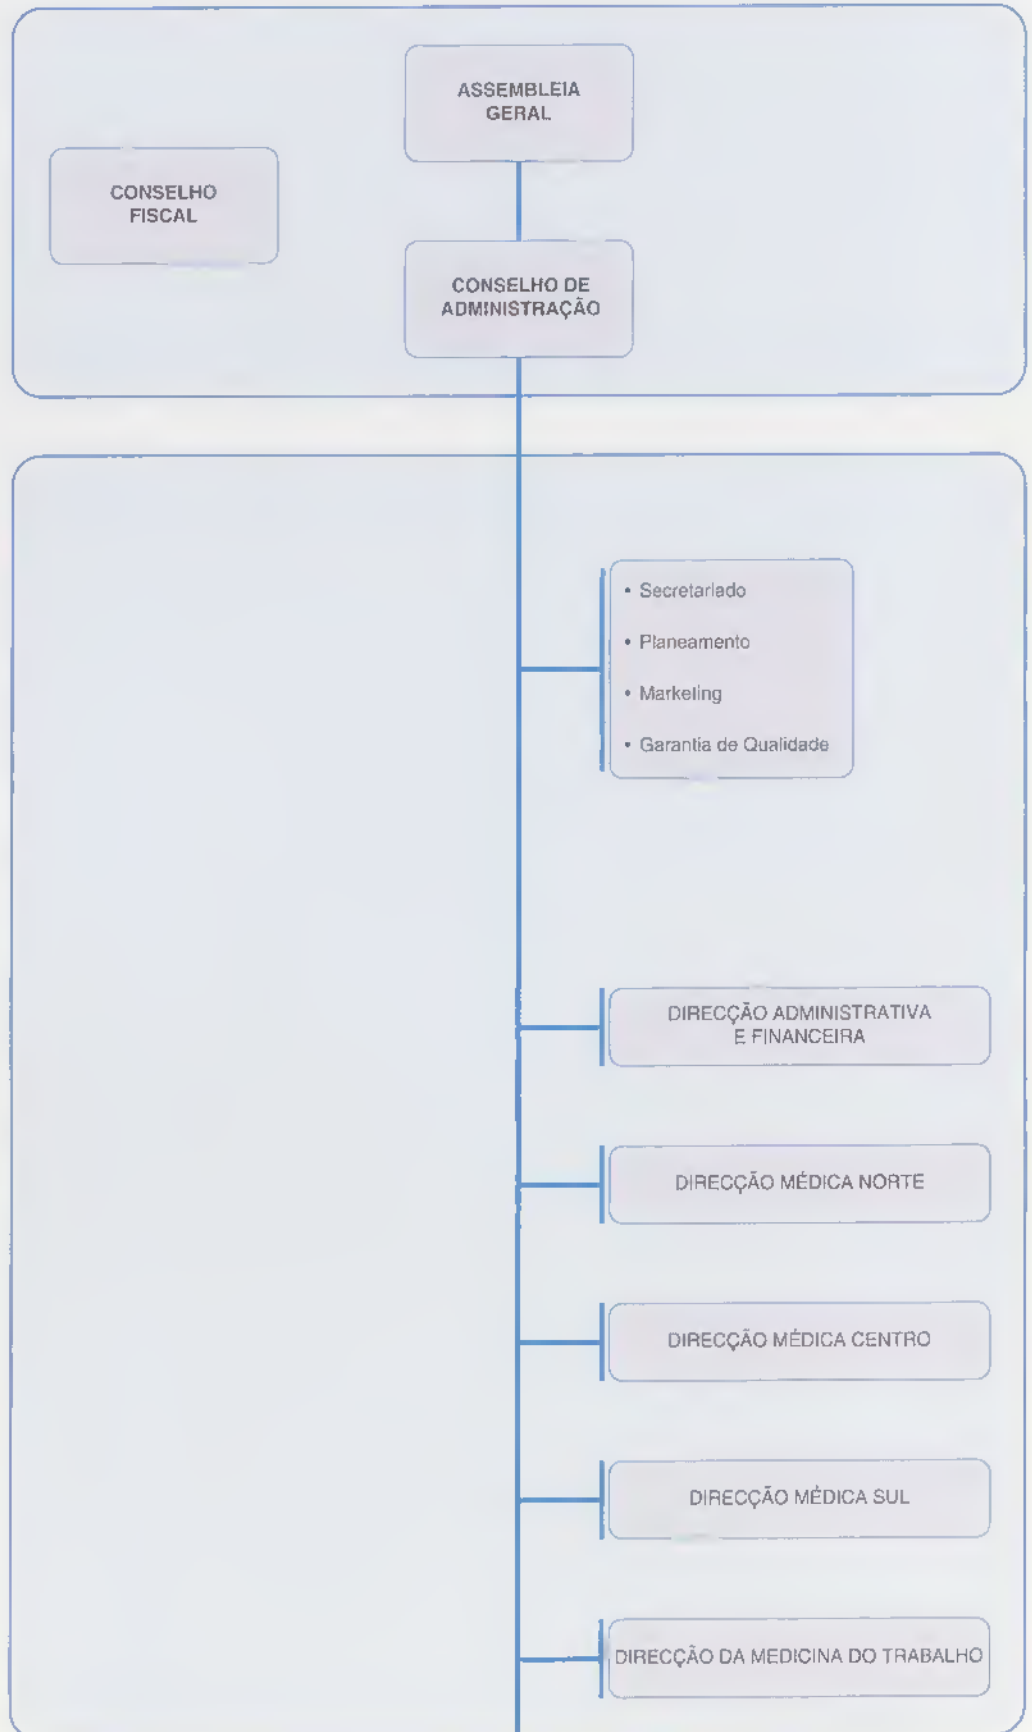 ASSEMBLEIA
GERAL
CONSELHO
FISCAL
CONSELHO DE
ADMINISTRAÇÃO
• Secretariado
• Planeamento
• Marketing
• Garantia de Qualidade
DIRECÇÃO ADMINISTRATIVA
E FINANCEIRA
DIRECÇÃO MÉDICA NORTE
DIRECÇÃO MÉDICA CENTRO
DIRECÇÃO MÉDICA SUL
DIRECÇÃO DA MEDICINA DO TRABALHO